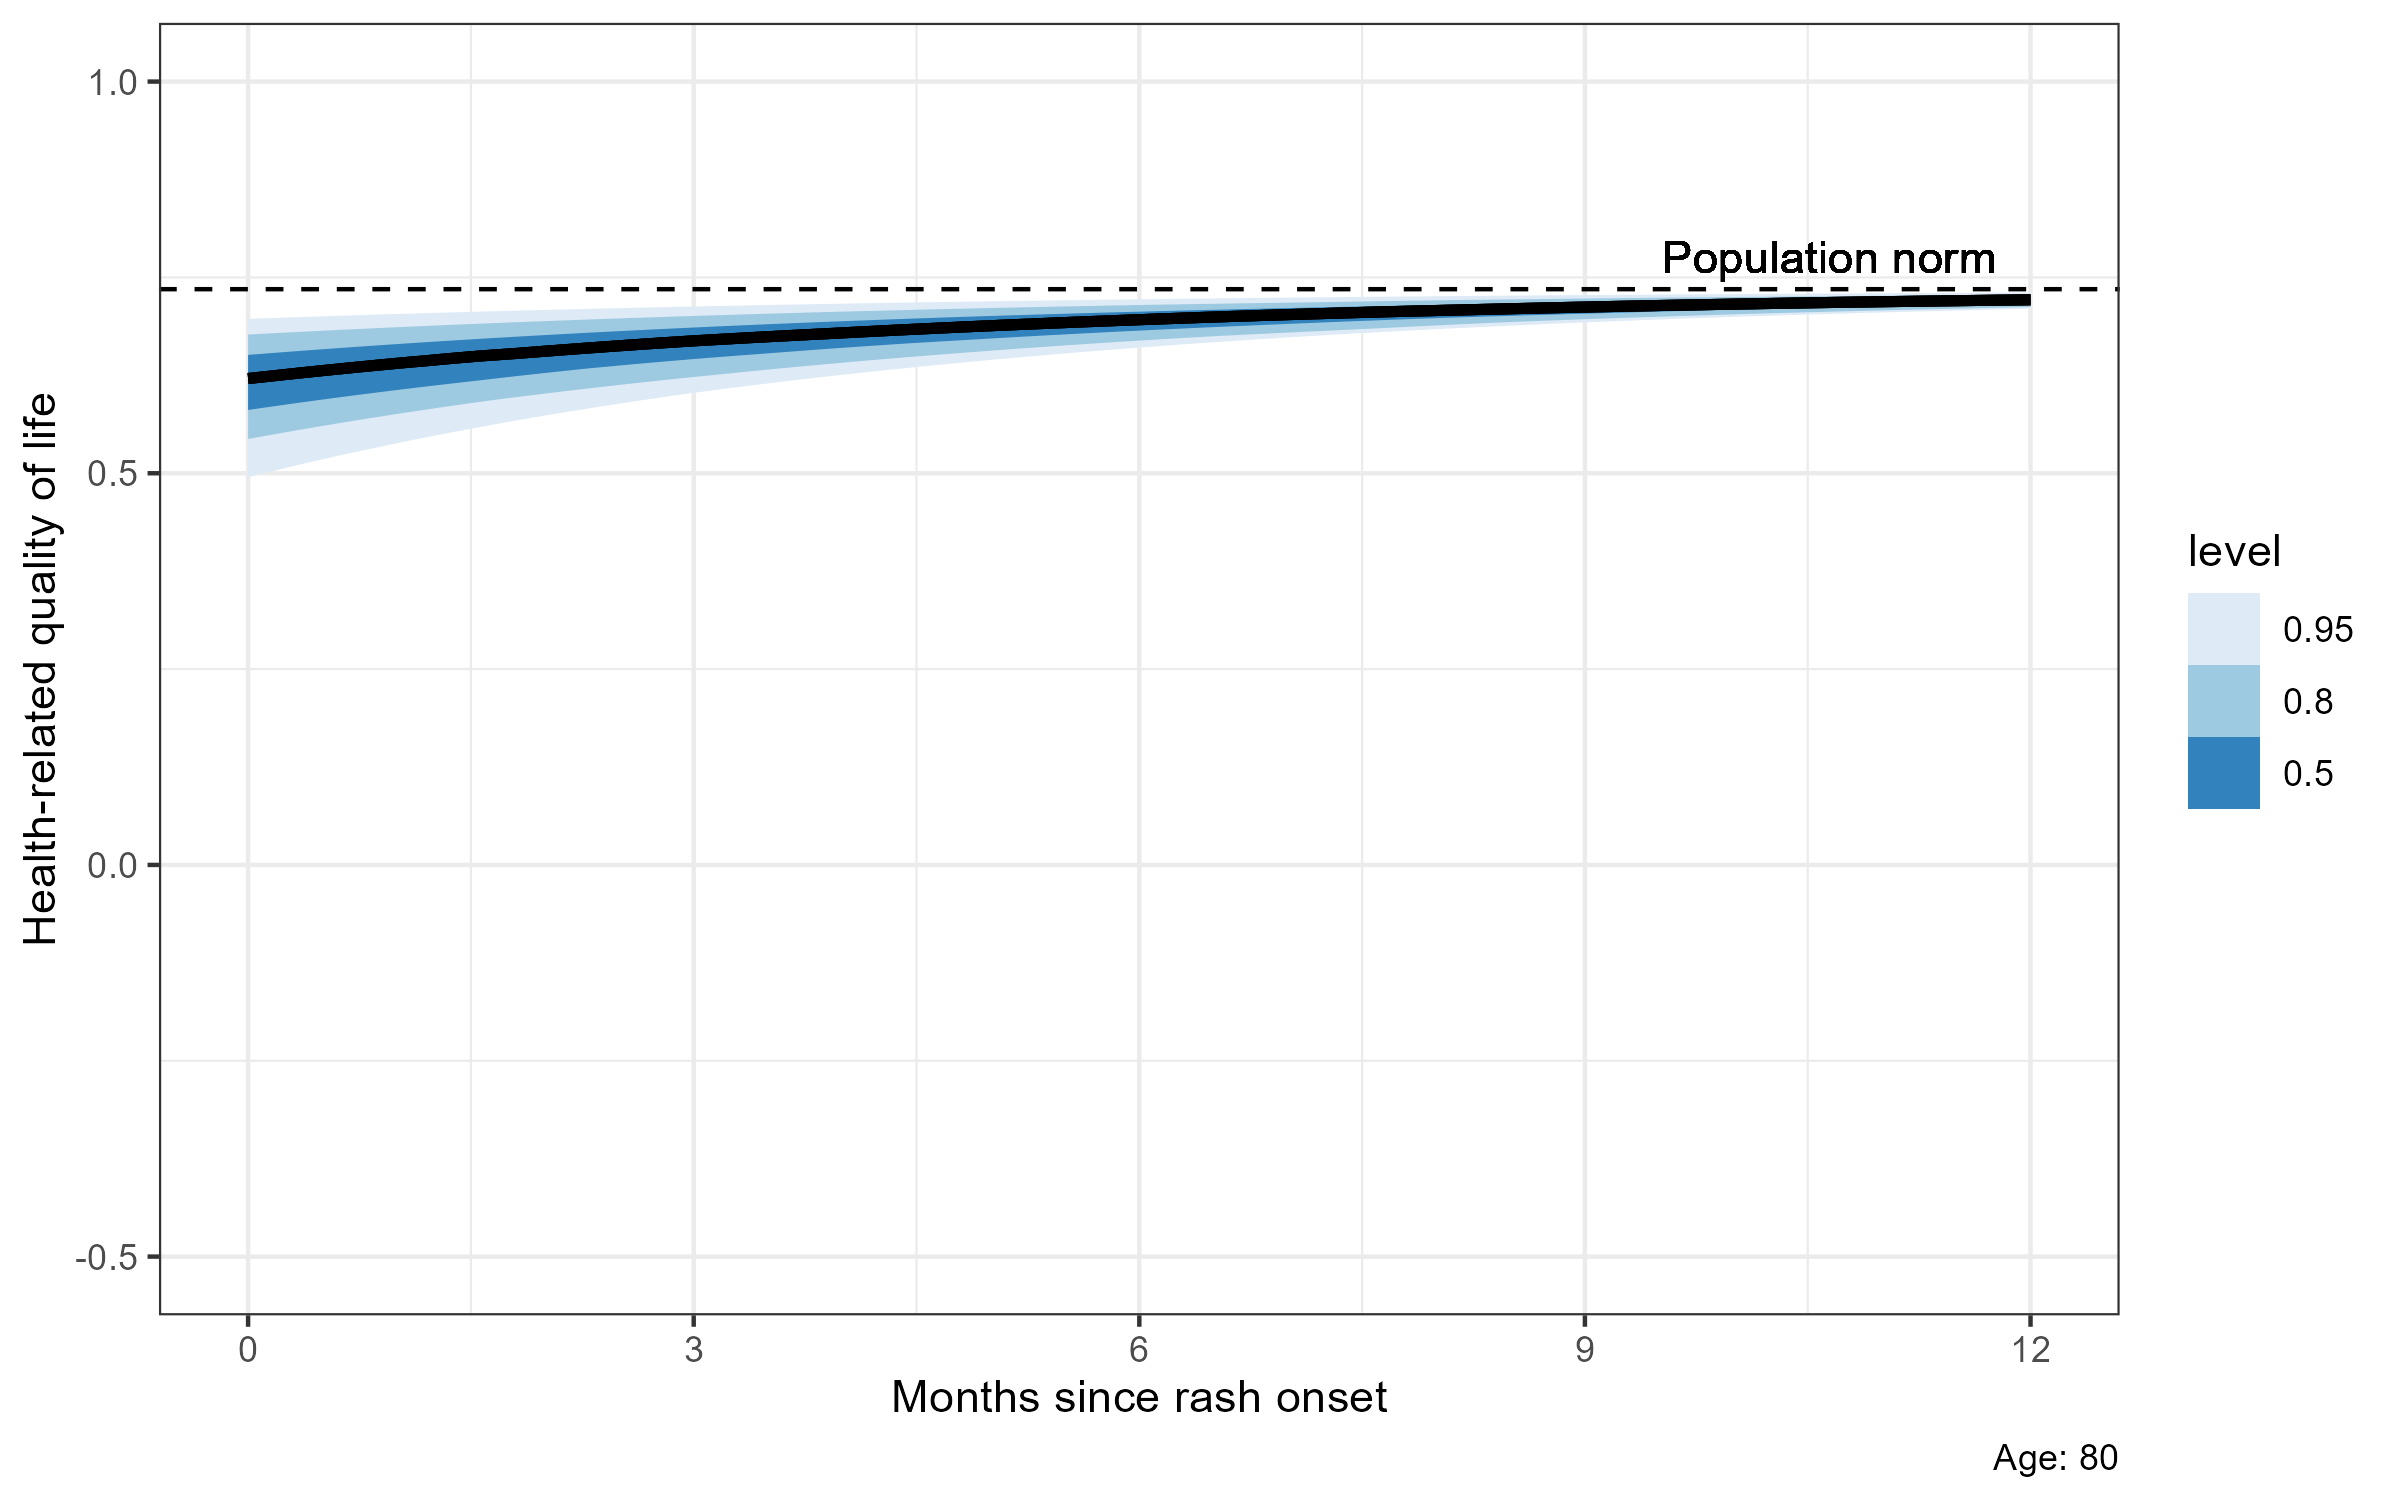 Health-related quality of life
1.0
0.5
0.0
-0.5
Population norm
0
3
6
9
12
Months since rash onset
level
0.95
0.8
0.5
Age: 80